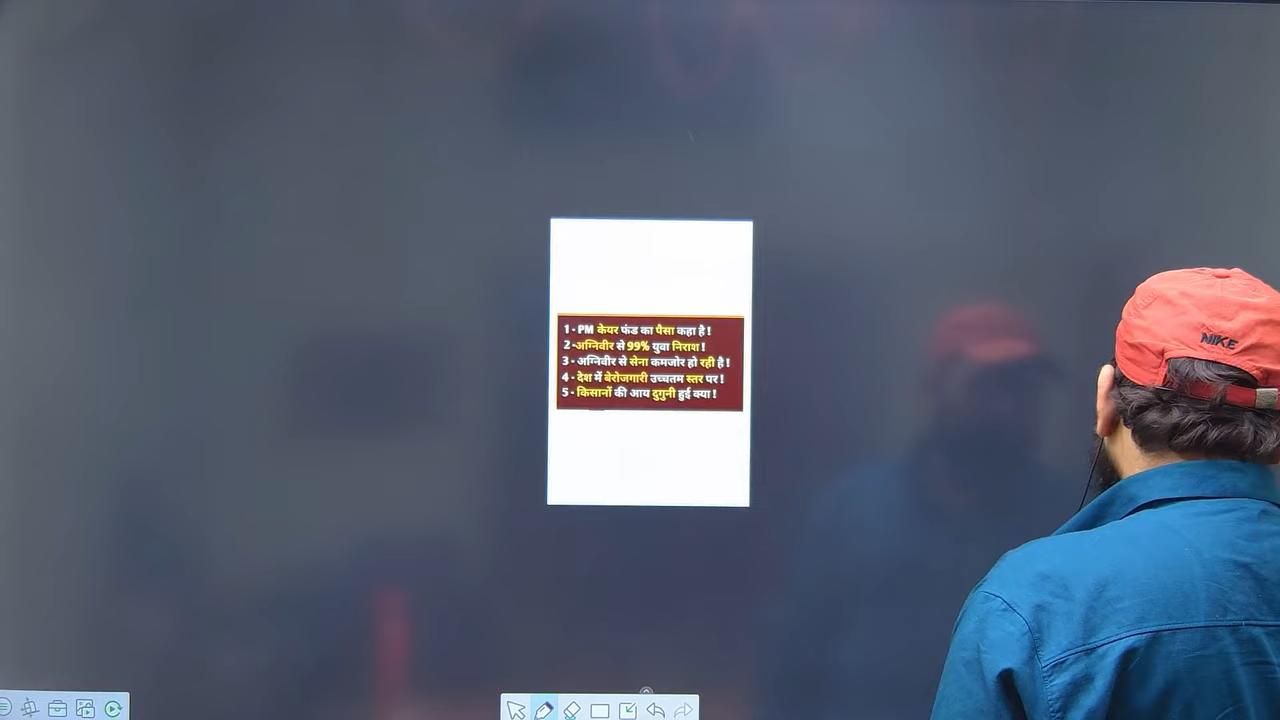 1 - PM केयर फंड का पैसा कहा है !
2 -अग्निवीर से 99% युवा निराश !
3 - अग्निवीर से सेना कमजोर हो रही है !
4 - देश में बेरोजगारी उच्चतम स्तर पर !
5 - किसानों की आय दुगुनी हुई क्या !
NIKE